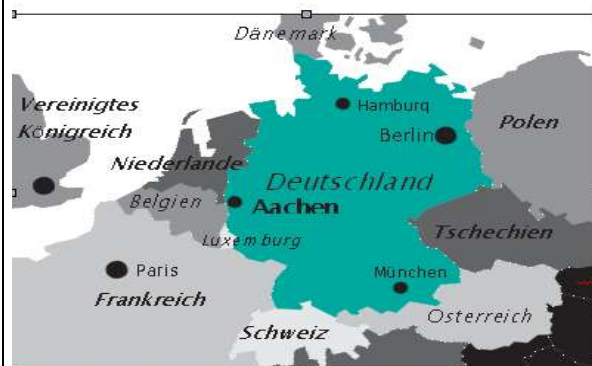 Dänemark
Hamburg
Vereinigtes
Königreich
Berlin
Polen
Niederlande
Deutschland
Belgien
Aachen
Luxemburg
Tschechien
Paris
München
Frankreich
Osterreich
Schweiz